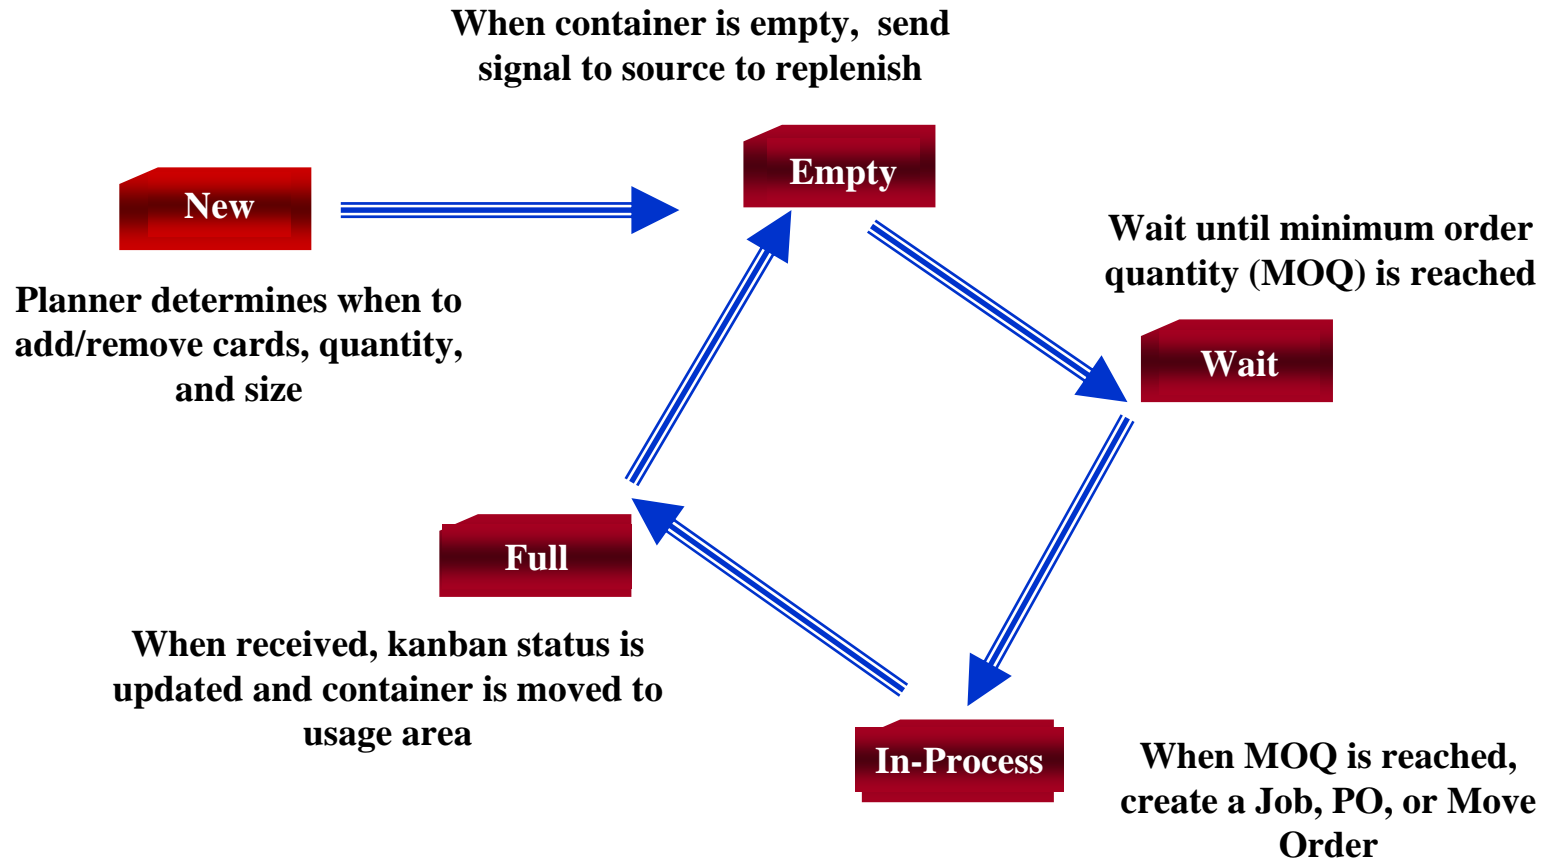 When container is empty,  send
signal to source to replenish
Empty
New
Wait until minimum order
quantity (MOQ) is reached
Planner determines when to
add/remove cards, quantity,
and size
Wait
Full
When received, kanban status is
updated and container is moved to
usage area
In-Process
When MOQ is reached,
create a Job, PO, or Move
Order